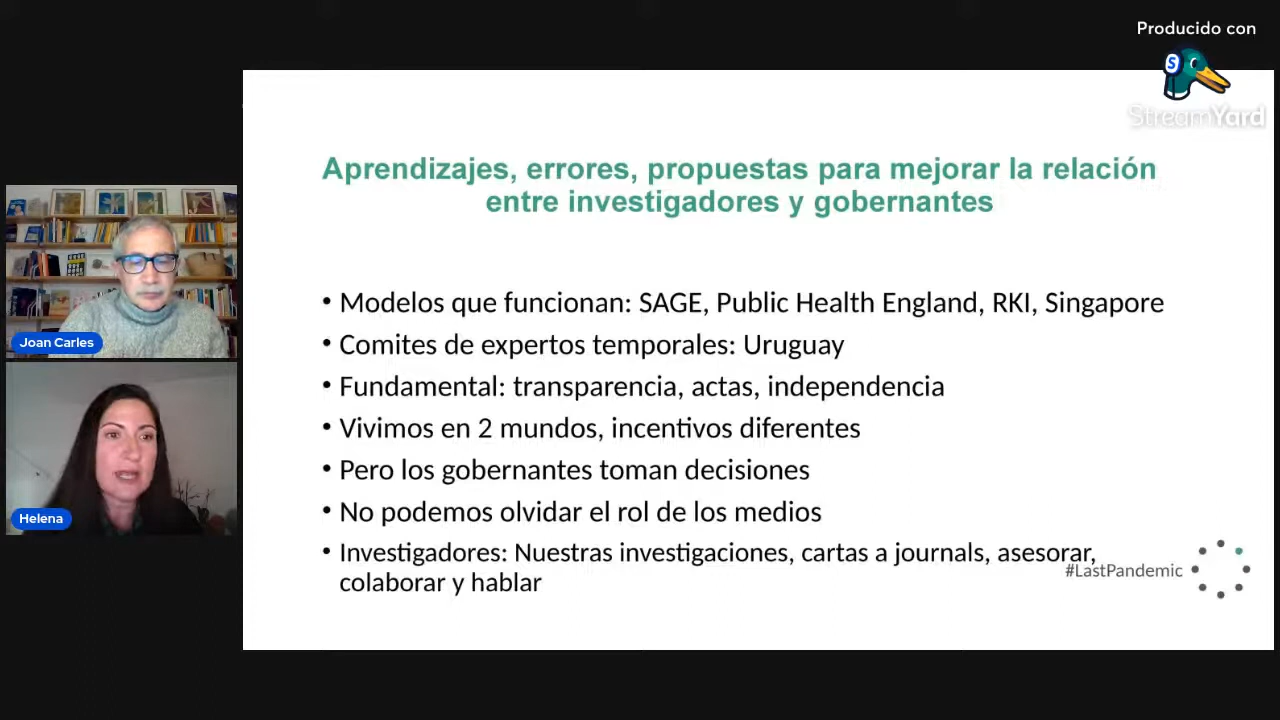 Producido con
StreamYard
Aprendizajes, errores, propuestas para mejorar la relación
entre investigadores y gobernantes
• Modelos que funcionan: SAGE, Public Health England, RKI, Singapore
• Comites de expertos temporales: Uruguay
• Fundamental: transparencia, actas, independencia
• Vivimos en 2 mundos, incentivos diferentes
• Pero los gobernantes toman decisiones
• No podemos olvidar el rol de los medios
• Investigadores: Nuestras investigaciones, cartas a journals, asesorar,
colaborar y hablar
#LastPandemic
Joan Carles
Helena